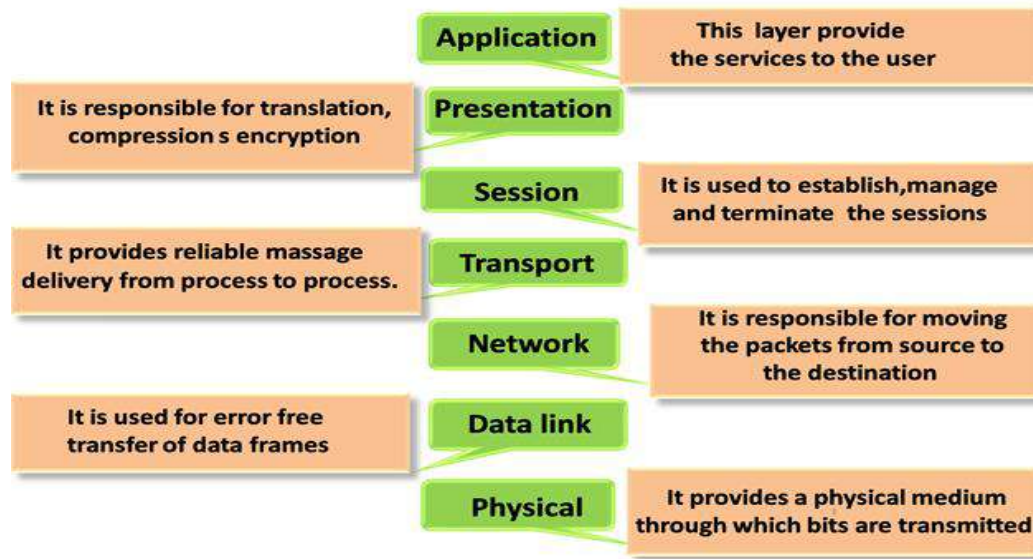 Application
This layer provide
the services to the user
Presentation
It is responsible for translation,
compression s encryption
Session
It is used to establish,manage
and terminate the sessions
Transport
It provides reliable massage
delivery from process to process.
Network
It is responsible for moving
the packets from source to
the destination
Data link
It is used for error free
transfer of data frames
Physical
It provides a physical medium
through which bits are transmitted